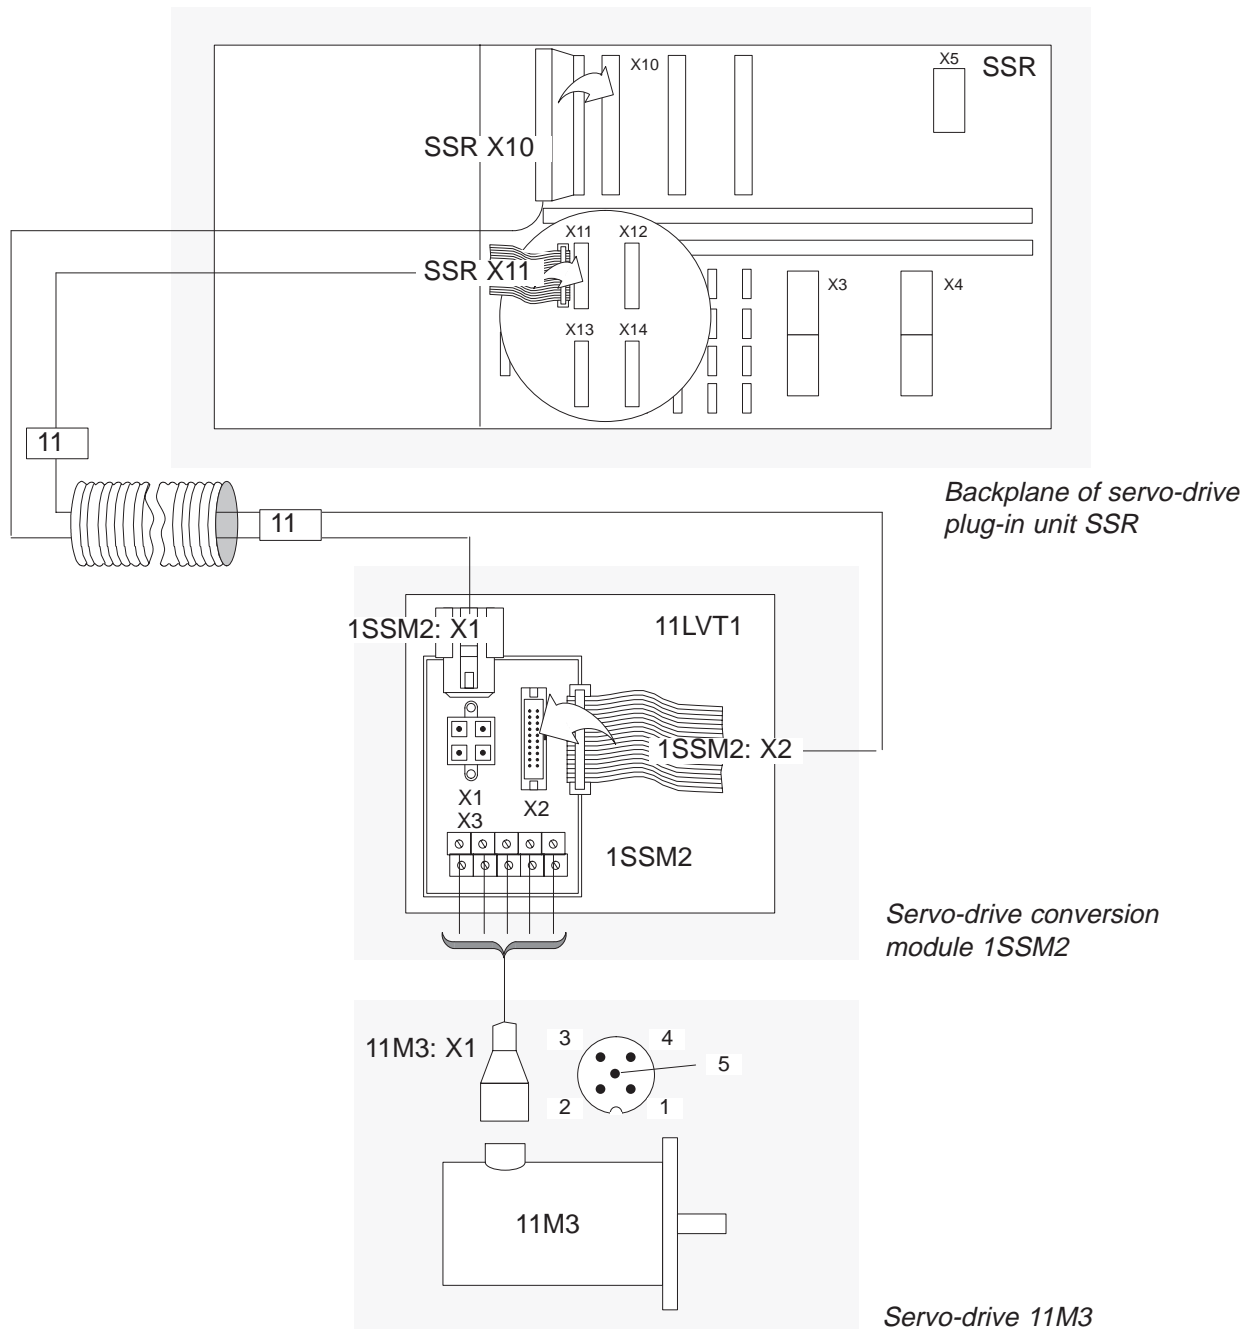 X10
X5
SSR
SSR X10
X11
X12
SSR X11
X3
X4
X13
X14
11
11
Backplane of servo-drive
plug-in unit SSR
1SSM2: X1
11LVT1
1SSM2: X2
X1
X2
X3
1SSM2
Servo-drive conversion
module 1SSM2
11M3: X1
3
4
5
2
1
11M3
Servo-drive 11M3